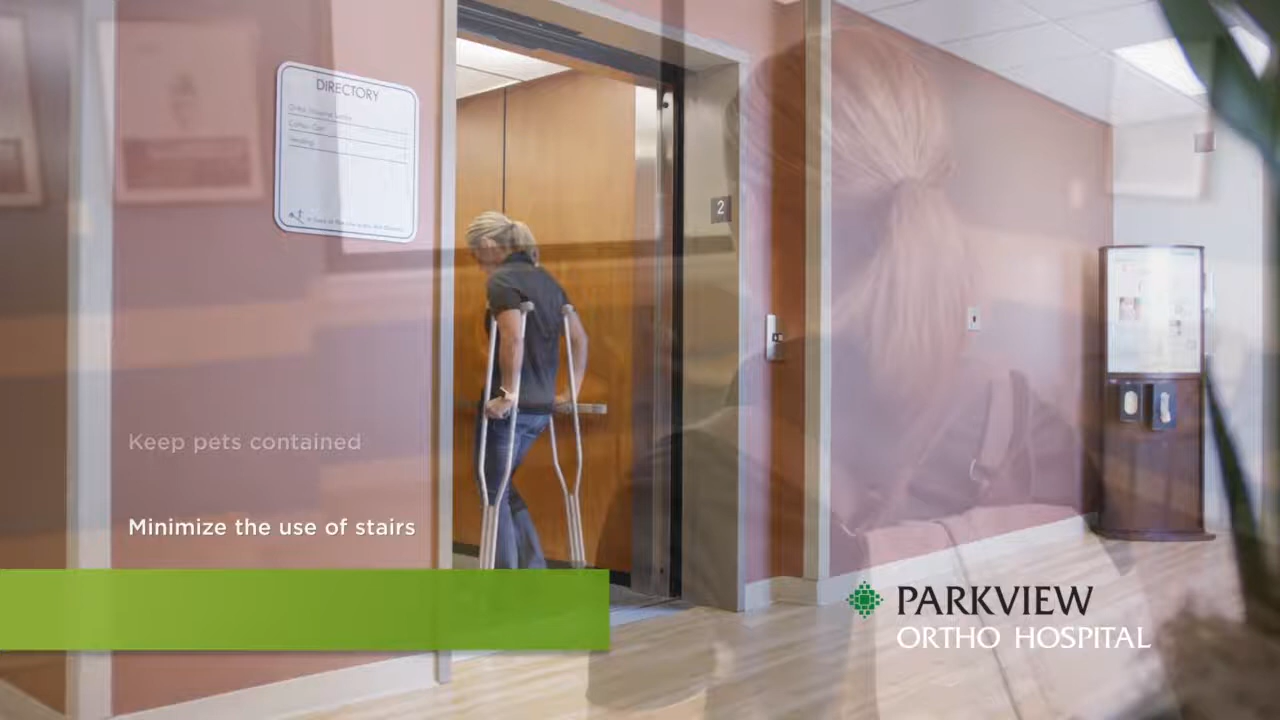 DIRECTORY
2
Keep pets contained
Minimize the use of stairs
PARKVIEW
ORTHO HOSPITAL